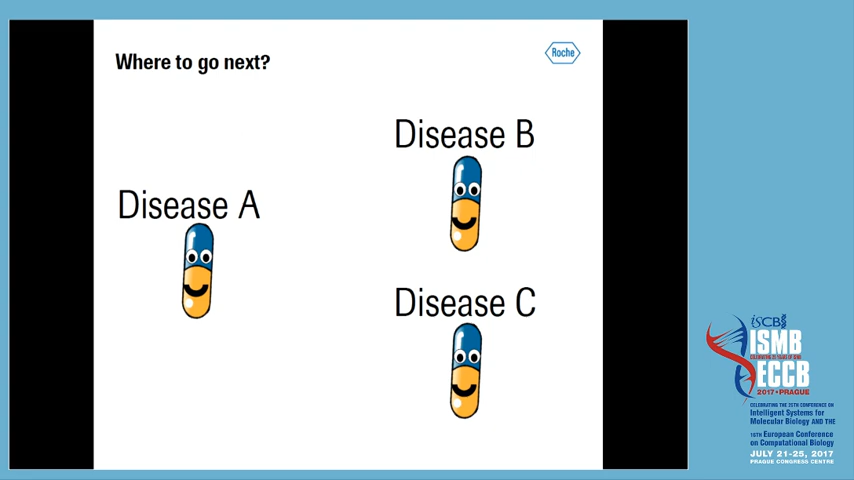 Where to go next?
Roche
Disease B
Disease A
Disease C
ISCB
ISMB
ECCB
2017 • PRAGUE
CELEBRATING THE 25TH CONFERENCE ON
Intelligent Systems for
Molecular Biology AND THE
16TH European Conference
on Computational Biology
JULY 21-25, 2017
PRAGUE CONGRESS CENTRE